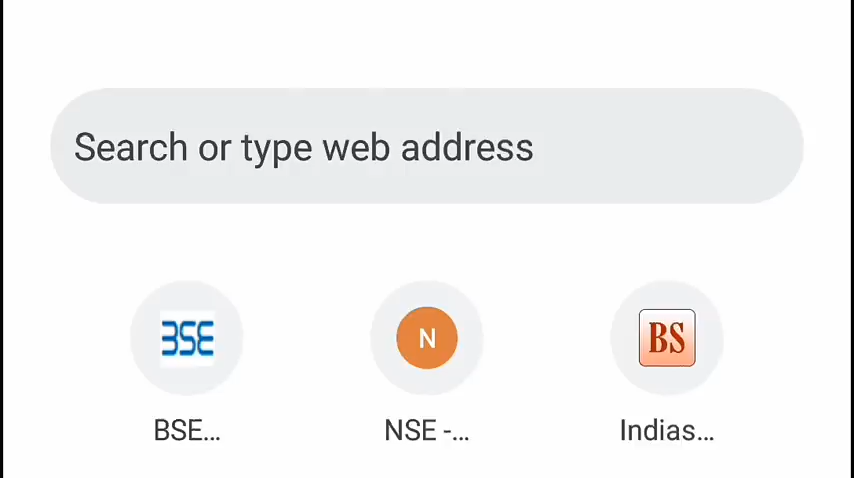 Search or type web address
BSE
N
BS
BSE...
NSE -...
Indias...